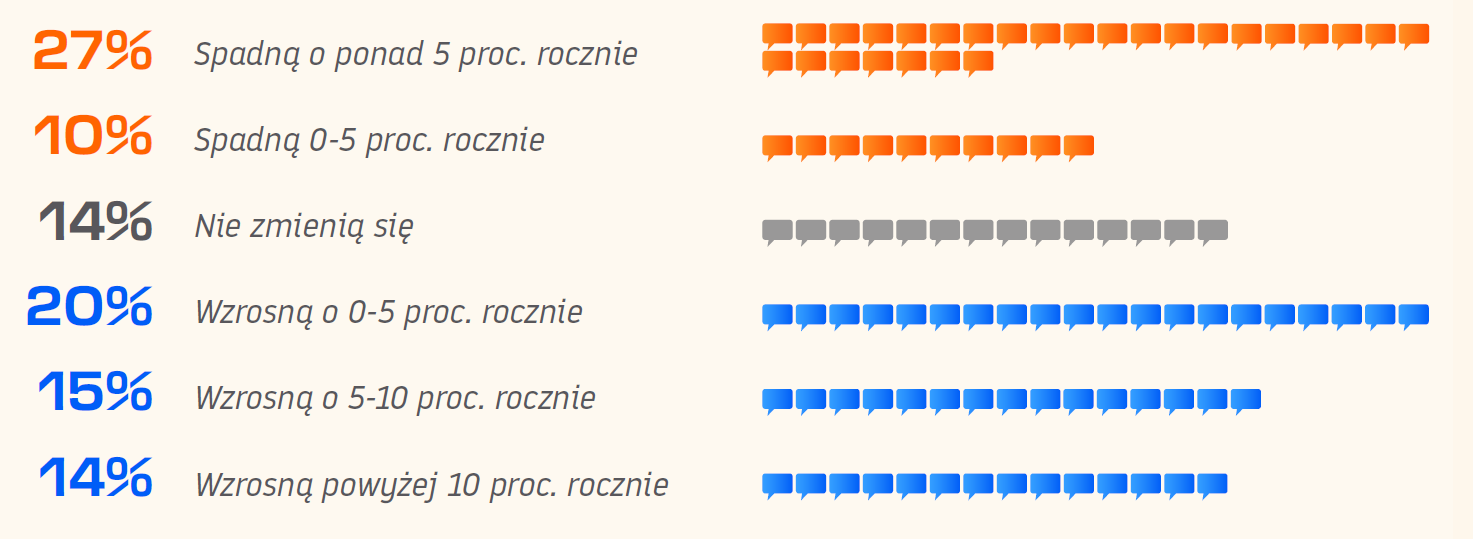 27% Spadną o ponad 5 proc. rocznie
10% Spadną 0-5 proc. rocznie
14% Nie zmienią się
20% Wzrosną o 0-5 proc. rocznie
15% Wzrosną o 5-10 proc. rocznie
14% Wzrosną powyżej 10 proc. rocznie